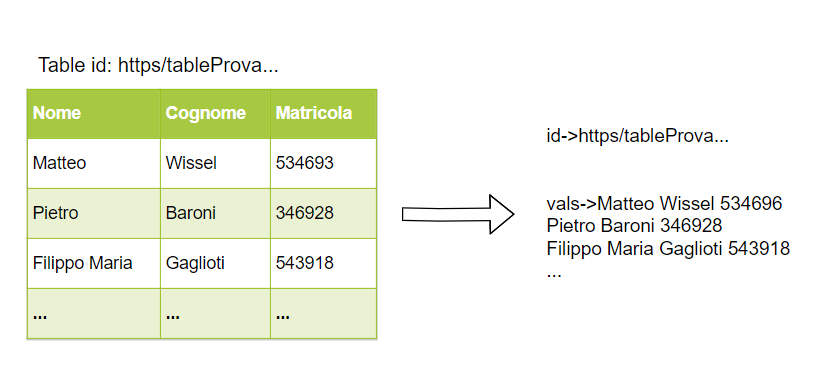 Table id: https/tableProva...
Nome Cognome Matricola
Matteo Wissel 534693
Pietro Baroni 346928
Filippo Maria Gaglioti 543918
... ... ...
id->https/tableProva...
vals->Matteo Wissel 534696
Pietro Baroni 346928
Filippo Maria Gaglioti 543918
...